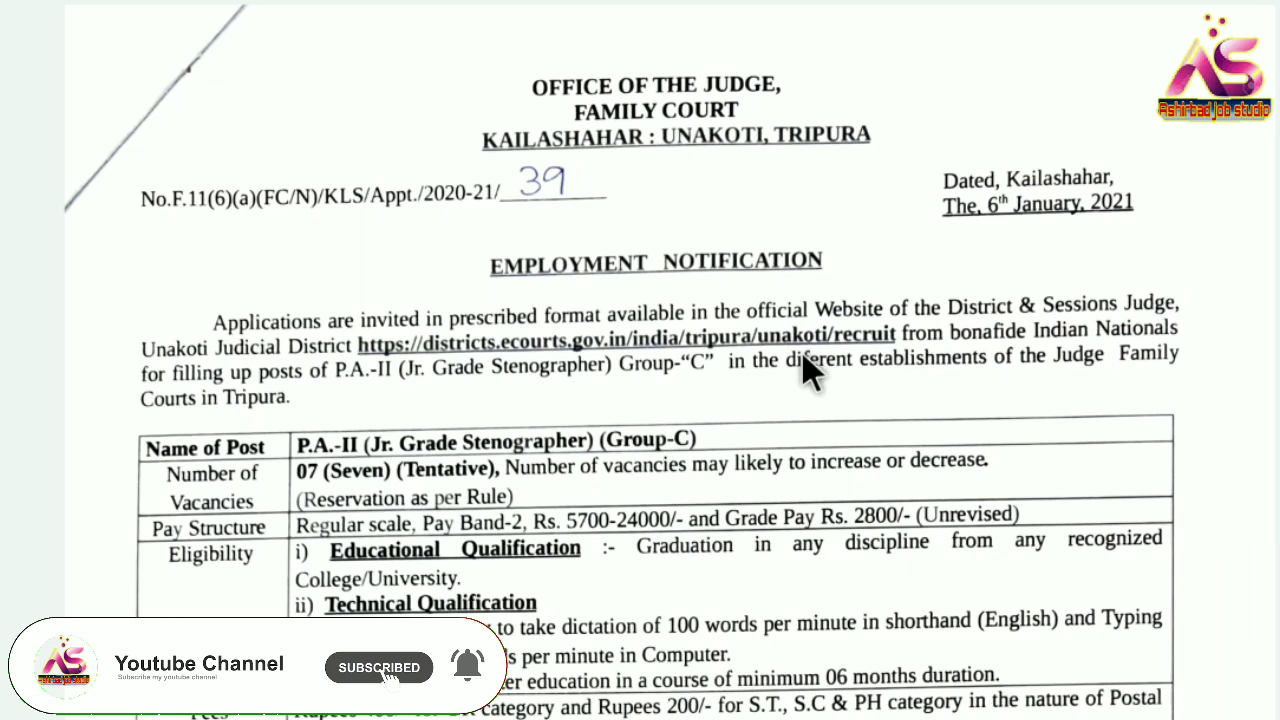 AS
Ashirbad job studio
OFFICE OF THE JUDGE,
FAMILY COURT
KAILASHAHAR : UNAKOTI, TRIPURA
No.F.11(6)(a)(FC/N)/KLS/Appt./2020-21/ 39
Dated, Kailashahar,
The, 6th January, 2021
EMPLOYMENT NOTIFICATION
Applications are invited in prescribed format available in the official Website of the District & Sessions Judge,
Unakoti Judicial District https://districts.ecourts.gov.in/india/tripura/unakoti/recruit from bonafide Indian Nationals
for filling up posts of P.A.-II (Jr. Grade Stenographer) Group-“C” in the different establishments of the Judge Family
Courts in Tripura.
Name of Post P.A.-II (Jr. Grade Stenographer) (Group-C)
Number of Vacancies
07 (Seven) (Tentative), Number of vacancies may likely to increase or decrease.
(Reservation as per Rule)
Pay Structure Regular scale, Pay Band-2, Rs. 5700-24000/- and Grade Pay Rs. 2800/- (Unrevised)
Eligibility i) Educational Qualification :- Graduation in any discipline from any recognized
College/University.
ii) Technical Qualification
to take dictation of 100 words per minute in shorthand (English) and Typing
per minute in Computer.
education in a course of minimum 06 months duration.
category and Rupees 200/- for S.T., S.C & PH category in the nature of Postal
Youtube Channel
Subscribe my youtube channel
SUBSCRIBED